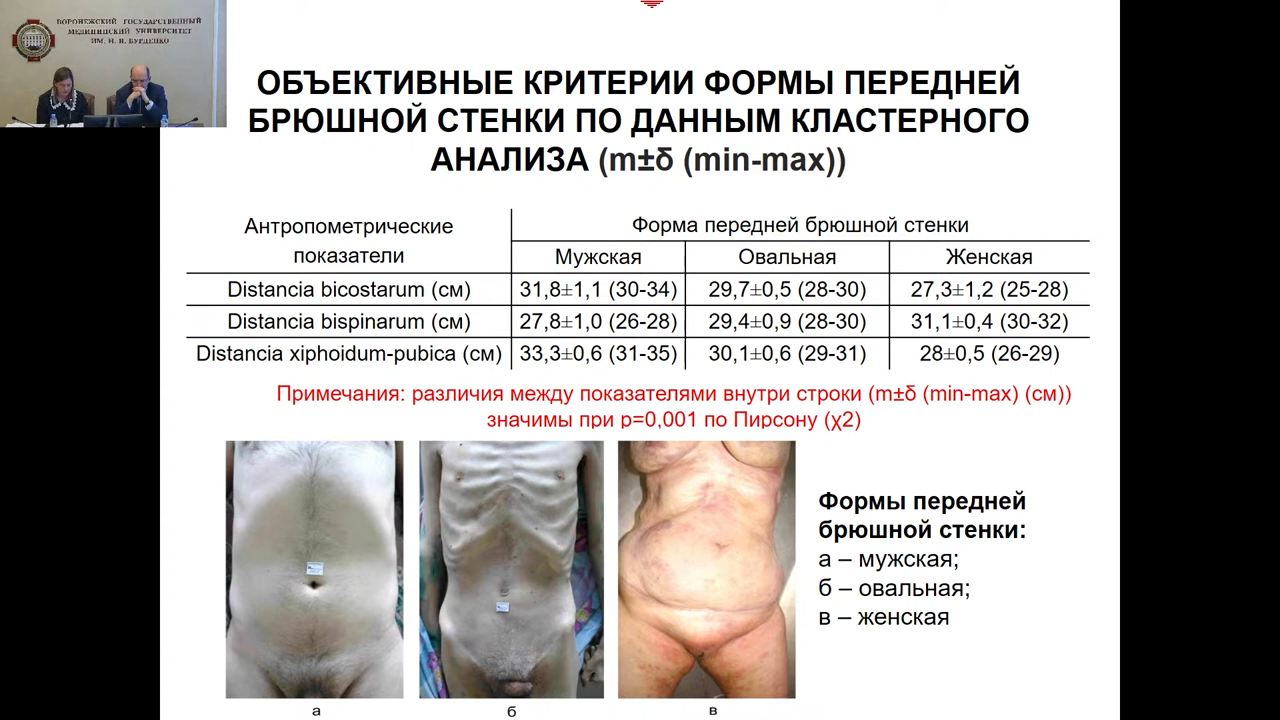 ВОРОНЕЖСКИЙ ГОСУДАРСТВЕННЫЙ
МЕДИЦИНСКИЙ УНИВЕРСИТЕТ
ИМ. Н. Н. БУРДЕНКО
ОБЪЕКТИВНЫЕ КРИТЕРИИ ФОРМЫ ПЕРЕДНЕЙ
БРЮШНОЙ СТЕНКИ ПО ДАННЫМ КЛАСТЕРНОГО
АНАЛИЗА (m±δ (min-max))
Антропометрические показатели
Форма передней брюшной стенки
Мужская Овальная Женская
Distancia bicostarum (см) 31,8±1,1 (30-34) 29,7±0,5 (28-30) 27,3±1,2 (25-28)
Distancia bispinarum (см) 27,8±1,0 (26-28) 29,4±0,9 (28-30) 31,1±0,4 (30-32)
Distancia xiphoidum-pubica (см) 33,3±0,6 (31-35) 30,1±0,6 (29-31) 28±0,5 (26-29)
Примечания: различия между показателями внутри строки (m±δ (min-max) (см))
значимы при p=0,001 по Пирсону (χ2)
Формы передней
брюшной стенки:
а – мужская;
б – овальная;
в – женская
а б в